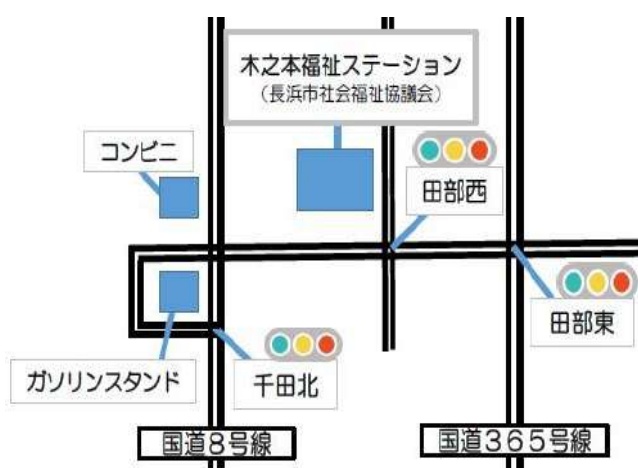 木之本福祉ステーション
（長浜市社会福祉協議会）
コンビニ
田部西
田部東
ガソリンスタンド
千田北
国道８号線
国道３６５号線